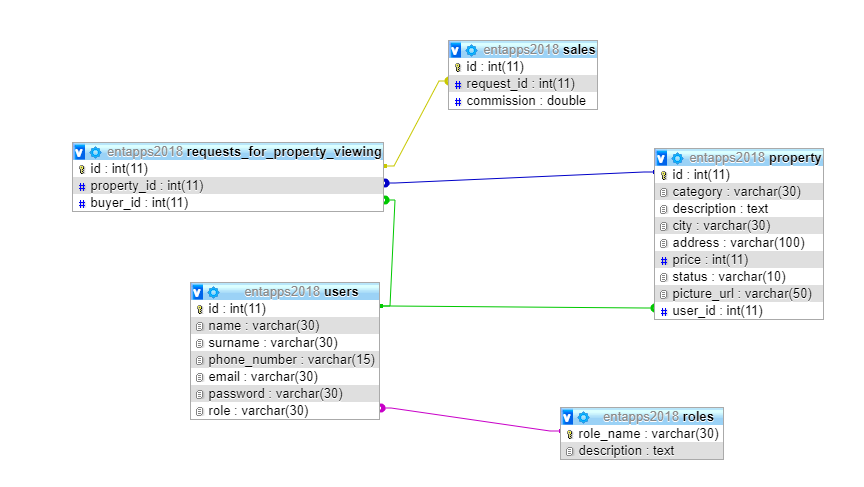 entapps2018 sales
id : int(11)
request_id : int(11)
commission : double
entapps2018 requests_for_property_viewing
id : int(11)
property_id : int(11)
buyer_id : int(11)
entapps2018 property
id : int(11)
category : varchar(30)
description : text
city : varchar(30)
address : varchar(100)
price : int(11)
status : varchar(10)
picture_url : varchar(50)
user_id : int(11)
entapps2018 users
id : int(11)
name : varchar(30)
surname : varchar(30)
phone_number : varchar(15)
email : varchar(30)
password : varchar(30)
role : varchar(30)
entapps2018 roles
role_name : varchar(30)
description : text